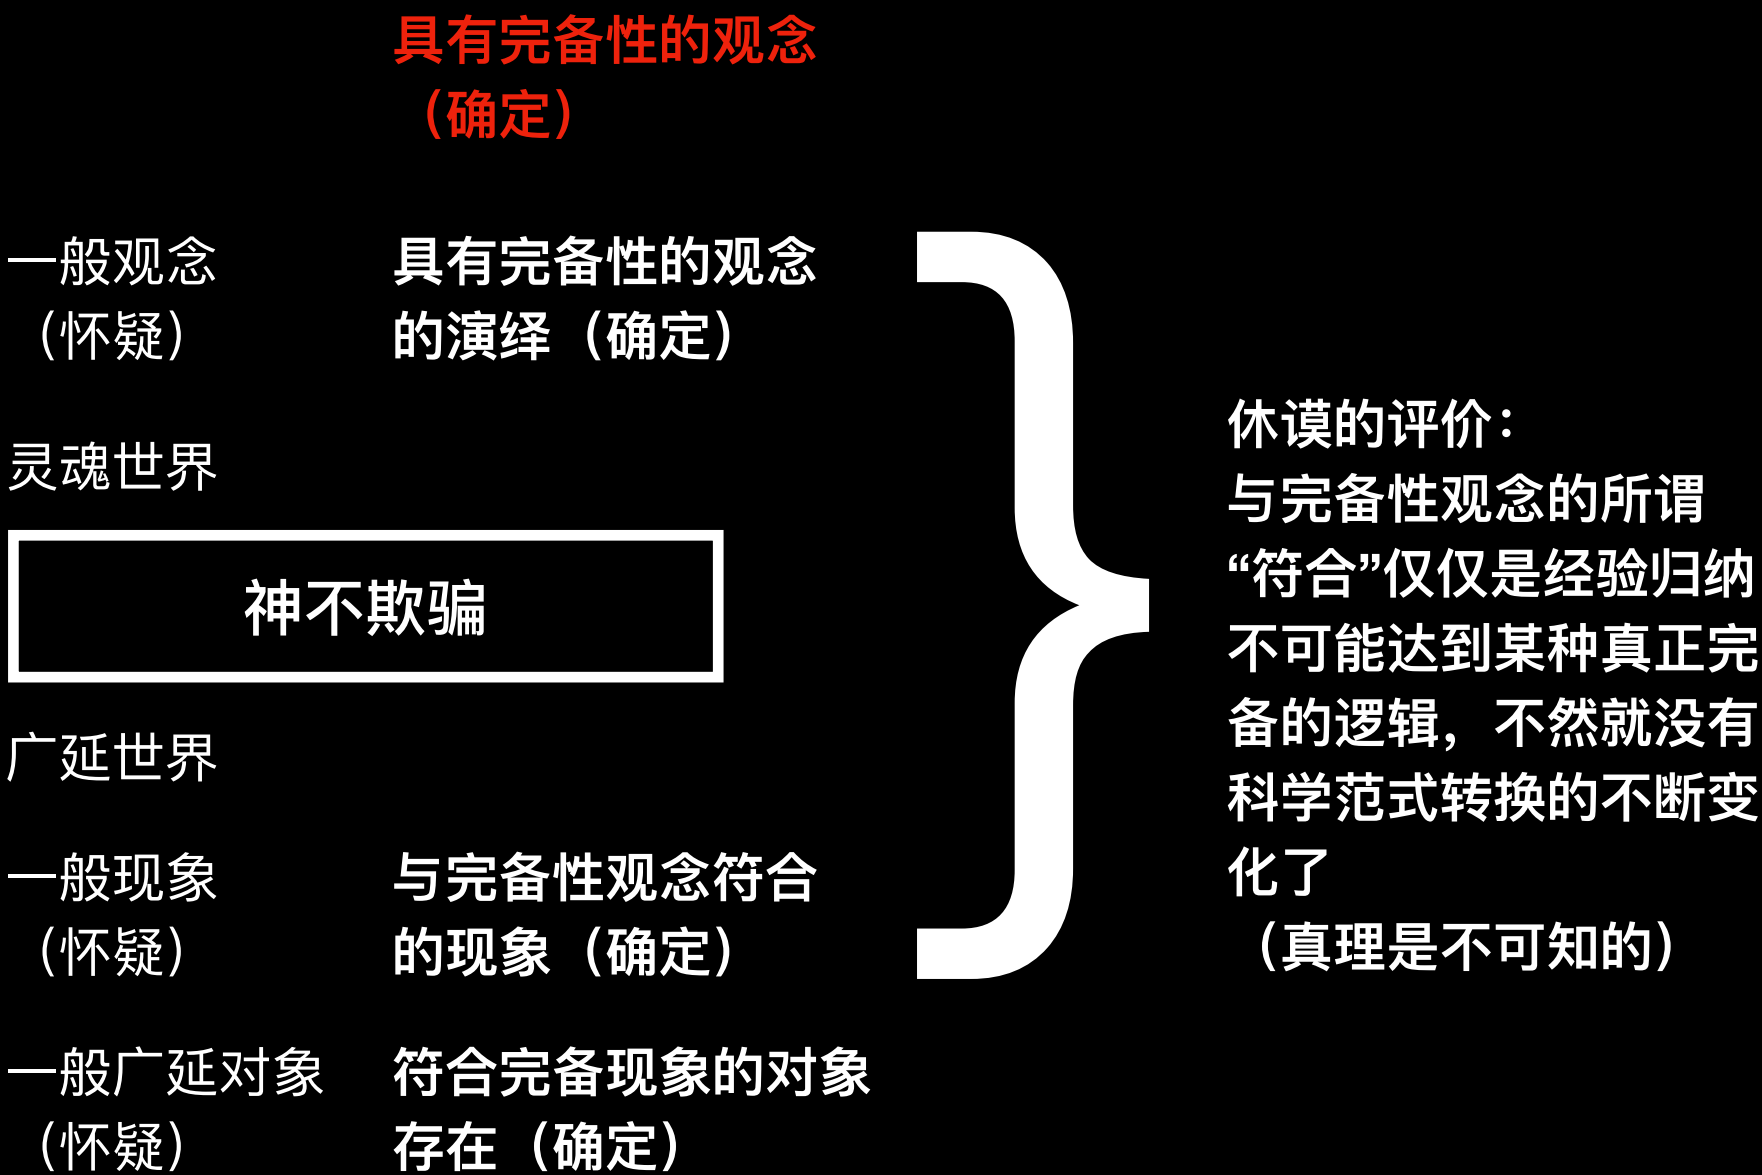 具有完备性的观念
（确定）
一般观念
（怀疑）
具有完备性的观念
的演绎（确定）
灵魂世界
神不欺骗
广延世界
一般现象
（怀疑）
与完备性观念符合
的现象（确定）
一般广延对象
（怀疑）
符合完备现象的对象
存在（确定）
休谟的评价：
与完备性观念的所谓
“符合”仅仅是经验归纳
不可能达到某种真正完
备的逻辑，不然就没有
科学范式转换的不断变
化了
（真理是不可知的）